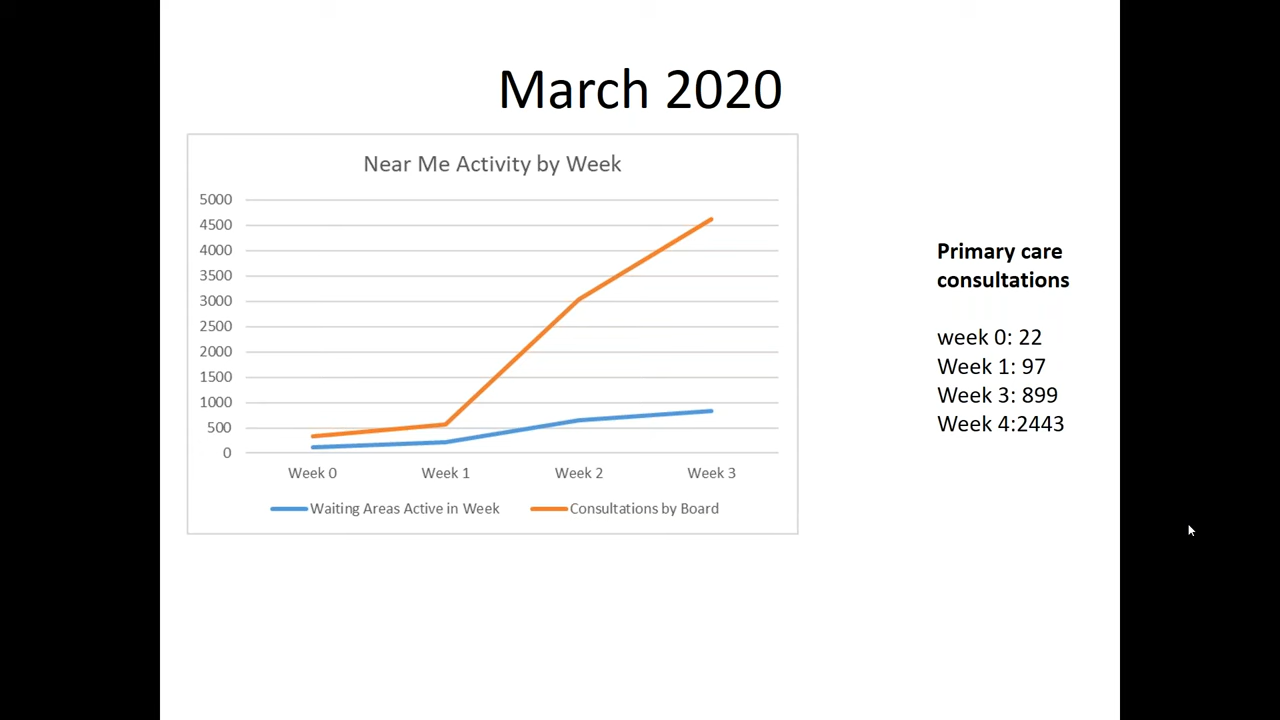 March 2020
Near Me Activity by Week
5000
4500
4000
3500
3000
2500
2000
1500
1000
500
0
Week 0 Week 1 Week 2 Week 3
Waiting Areas Active in Week Consultations by Board
Primary care
consultations
week 0: 22
Week 1: 97
Week 3: 899
Week 4:2443